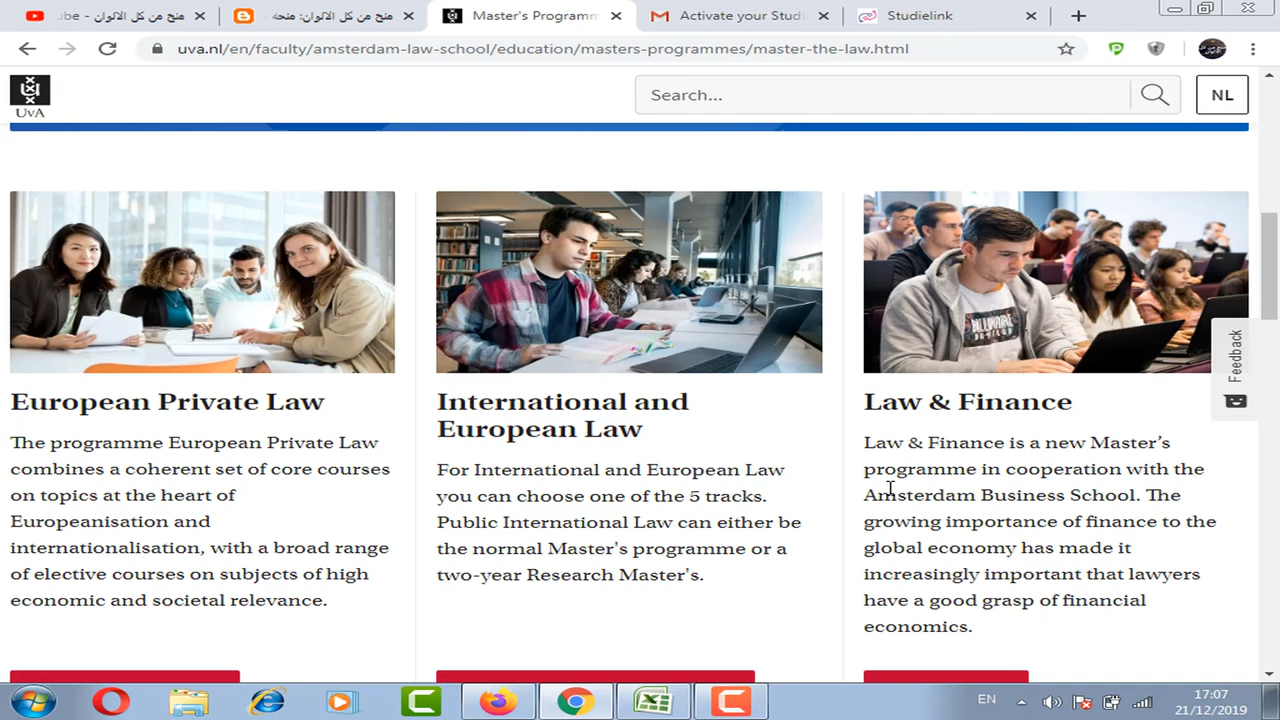 ube - منح من كل الالوان
منح من كل الالوان: منحه
Master's Programm
Activate your Studi
Studielink
uva.nl/en/faculty/amsterdam-law-school/education/masters-programmes/master-the-law.html
UvA
Search...
NL
European Private Law
The programme European Private Law
combines a coherent set of core courses
on topics at the heart of
Europeanisation and
internationalisation, with a broad range
of elective courses on subjects of high
economic and societal relevance.
International and
European Law
For International and European Law
you can choose one of the 5 tracks.
Public International Law can either be
the normal Master's programme or a
two-year Research Master's.
Law & Finance
Law & Finance is a new Master’s
programme in cooperation with the
Amsterdam Business School. The
growing importance of finance to the
global economy has made it
increasingly important that lawyers
have a good grasp of financial
economics.
Feedback
EN
17:07
21/12/2019